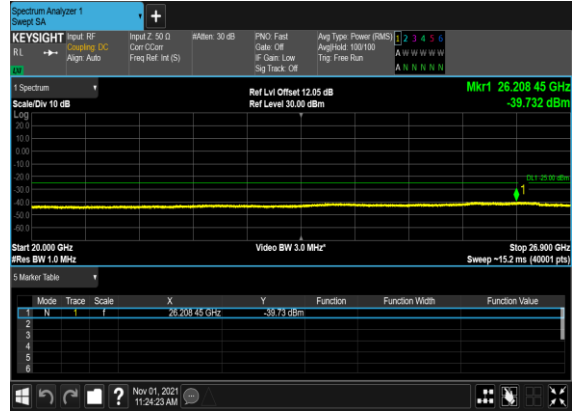 Spectrum Analyzer 1
Swept SA
+
KEYSIGHT Input: RF Input Z: 50 Ω #Atten: 30 dB PNO: Fast Avg Type: Power (RMS) 1 2 3 4 5 6
RL Coupling: DC Corr CCorr Gate: Off Avg|Hold: 100/100 A W W W W W
Align: Auto Freq Ref: Int (S) IF Gain: Low Trig: Free Run
Sig Track: Off A N N N N N
LW
1 Spectrum Ref Lvl Offset 12.05 dB Mkr1 26.208 45 GHz
Scale/Div 10 dB Ref Level 30.00 dBm -39.732 dBm
Log
20.0
10.0
0.00
-10.0
-20.0
DL1 -25.00 dBm
-30.0
1
-40.0
-50.0
-60.0
Start 20.000 GHz Video BW 3.0 MHz* Stop 26.900 GHz
#Res BW 1.0 MHz Sweep ~15.2 ms (40001 pts)
5 Marker Table
Mode Trace Scale X Y Function Function Width Function Value
1 N 1 f 26.208 45 GHz -39.73 dBm
2
3
4
5
6
? Nov 01, 2021
11:24:23 AM